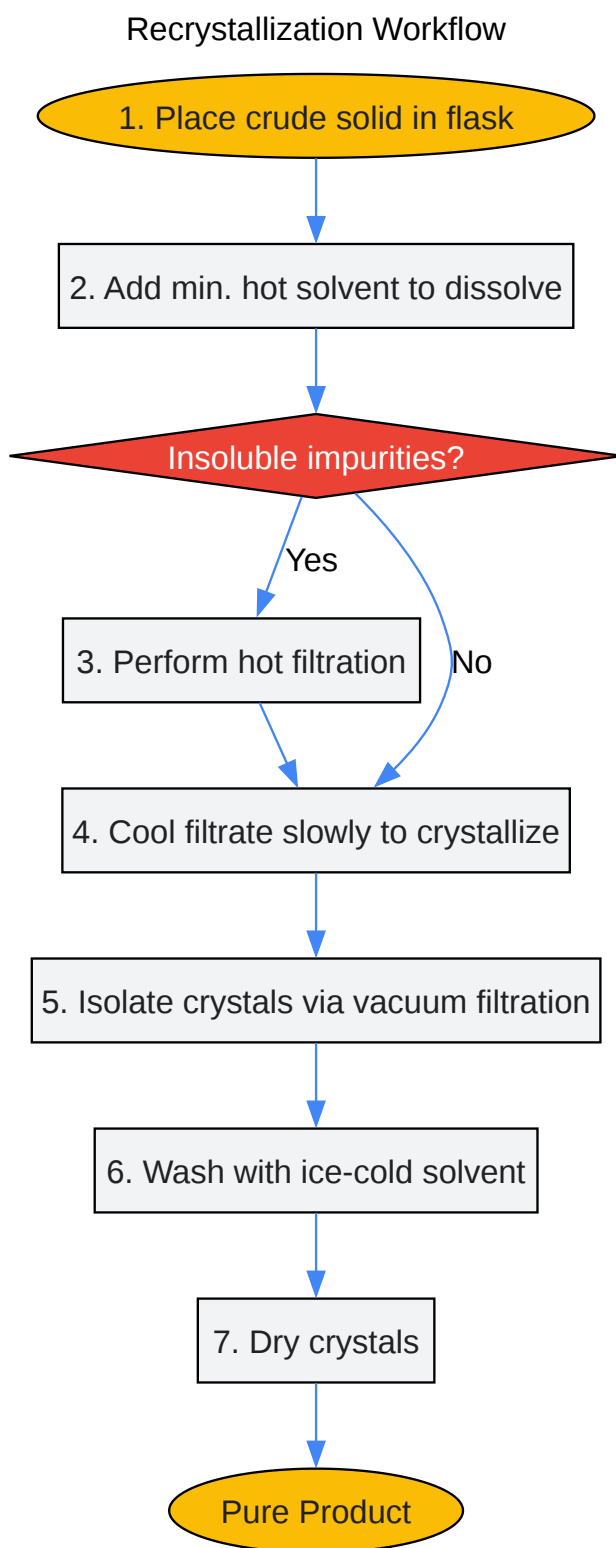 Recrystallization Workflow
1. Place crude solid in flask
2. Add min. hot solvent to dissolve
Insoluble impurities?
Yes
3. Perform hot filtration
No
4. Cool filtrate slowly to crystallize
5. Isolate crystals via vacuum filtration
6. Wash with ice-cold solvent
7. Dry crystals
Pure Product